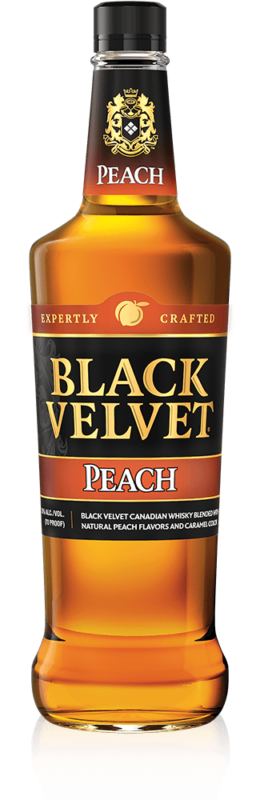 PEACH
EXPERTLY CRAFTED
BLACK
VELVET®
PEACH
% ALC./VOL.
(70 PROOF)
BLACK VELVET CANADIAN WHISKY BLENDED WITH
NATURAL PEACH FLAVORS AND CARAMEL COLOR